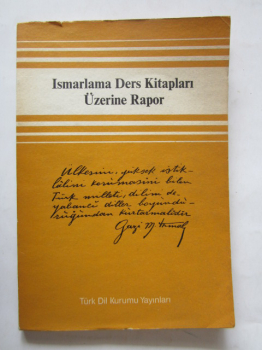 Ismarlama Ders Kitapları
Üzerine Rapor
Ülkesini, yüksek istik-
lâlini korumasını bilen
Türk milleti, dilini de
yabancı diller boyundu-
ruğundan kurtarmalıdır
Gazi M. Kemal
Türk Dil Kurumu Yayınları